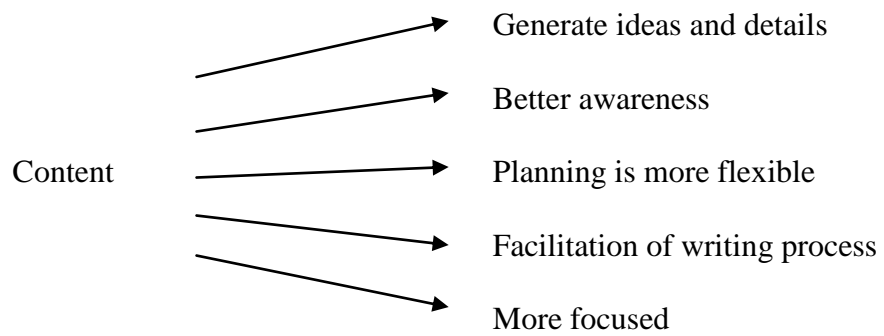 Generate ideas and details
Better awareness
Content
Planning is more flexible
Facilitation of writing process
More focused